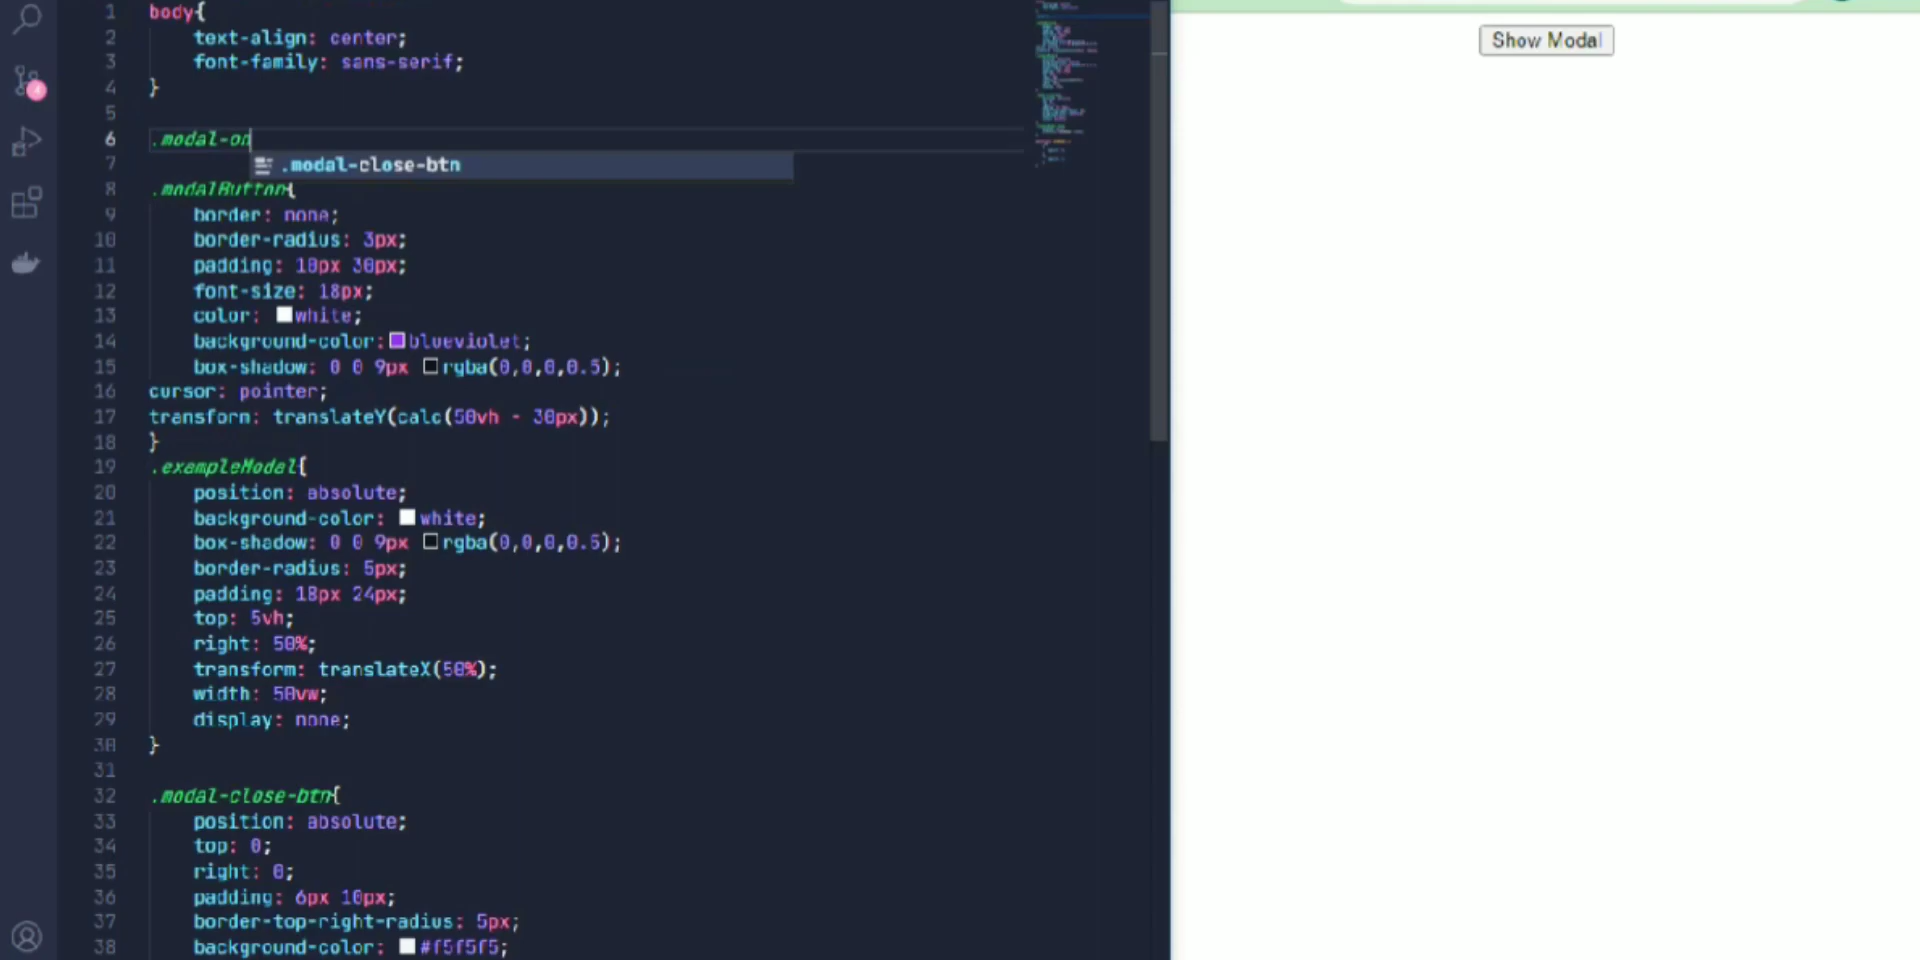 1 body{
2 text-align: center;
3 font-family: sans-serif;
4 }
5
6 .modal-on
7 .modal-close-btn
8 .modalButton{
9 border: none;
10 border-radius: 3px;
11 padding: 10px 30px;
12 font-size: 18px;
13 color: white;
14 background-color: blueviolet;
15 box-shadow: 0 0 9px rgba(0,0,0,0.5);
16 cursor: pointer;
17 transform: translateY(calc(50vh - 30px));
18 }
19 .exampleModal{
20 position: absolute;
21 background-color: white;
22 box-shadow: 0 0 9px rgba(0,0,0,0.5);
23 border-radius: 5px;
24 padding: 18px 24px;
25 top: 5vh;
26 right: 50%;
27 transform: translateX(50%);
28 width: 50vw;
29 display: none;
30 }
31
32 .modal-close-btn{
33 position: absolute;
34 top: 0;
35 right: 0;
36 padding: 6px 10px;
37 border-top-right-radius: 5px;
38 background-color: #f5f5f5;
Show Modal